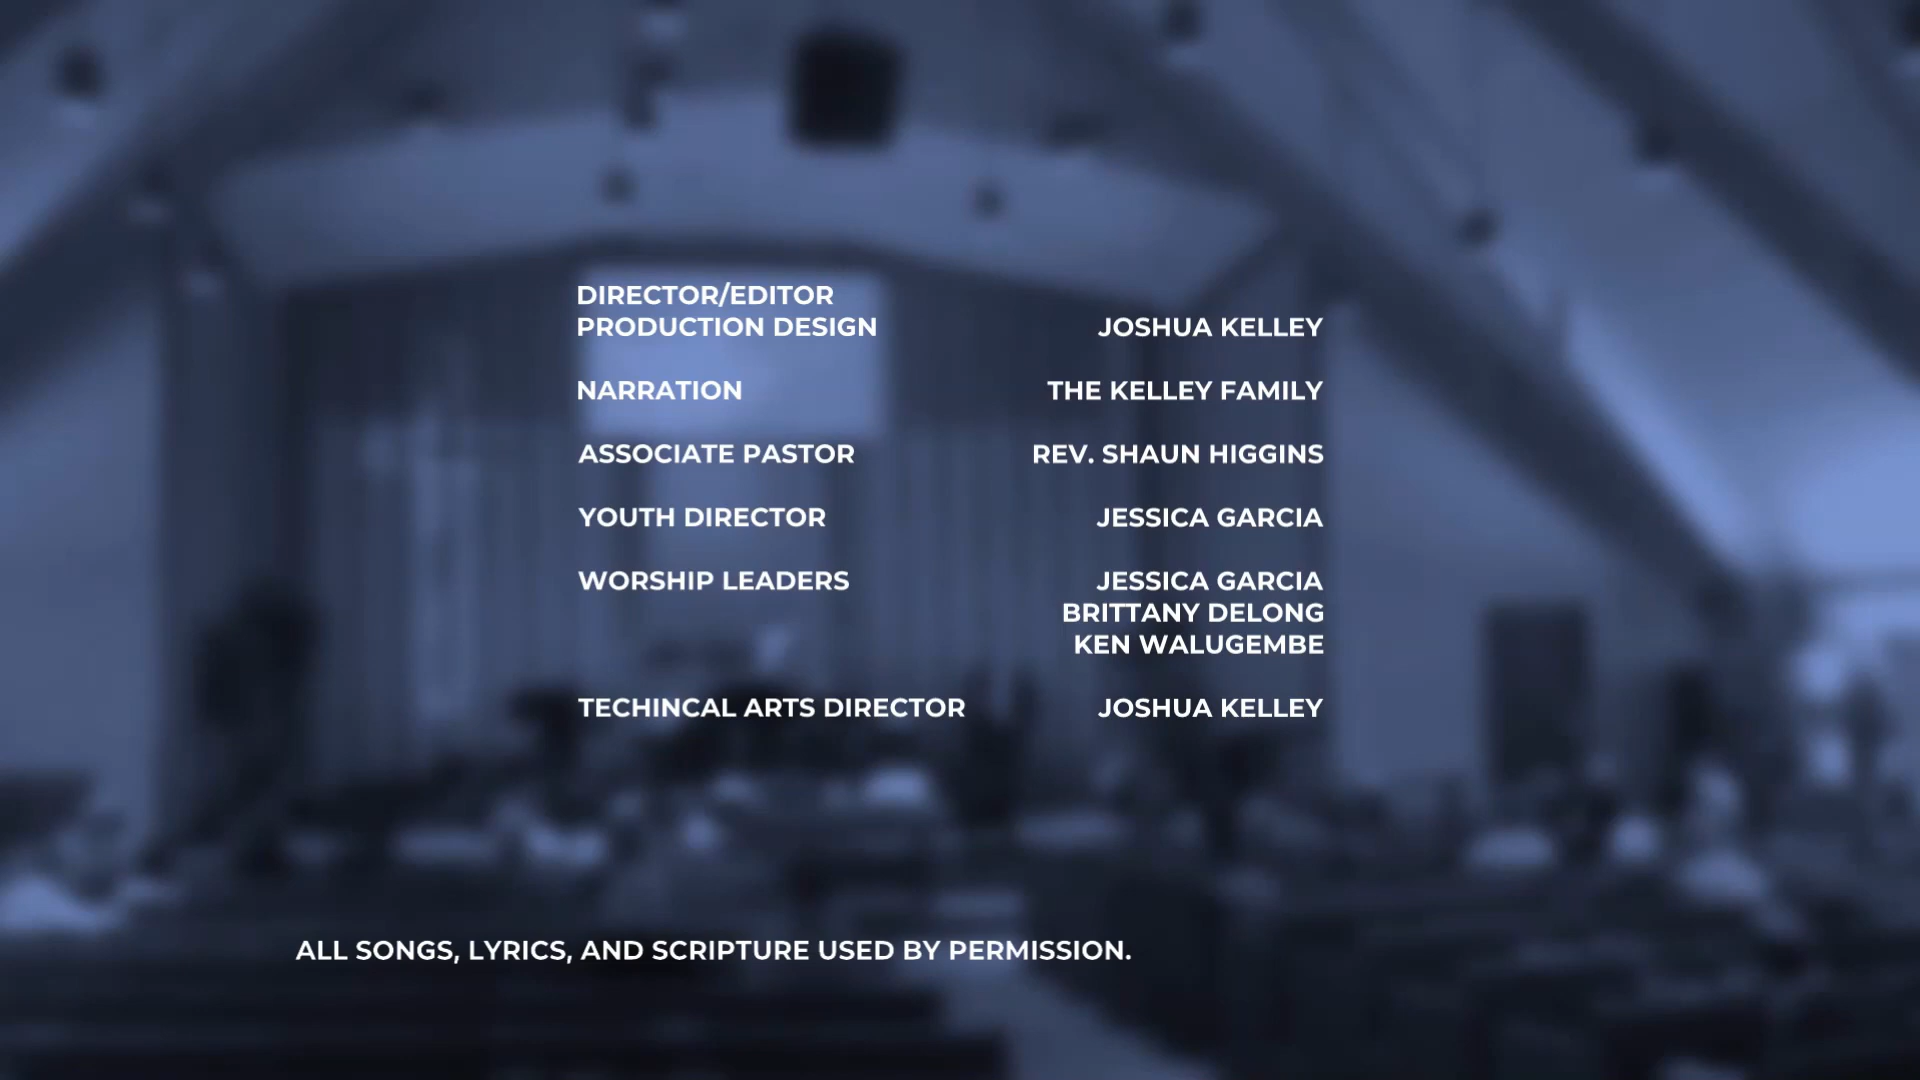 DIRECTOR/EDITOR
PRODUCTION DESIGN JOSHUA KELLEY
NARRATION THE KELLEY FAMILY
ASSOCIATE PASTOR REV. SHAUN HIGGINS
YOUTH DIRECTOR JESSICA GARCIA
WORSHIP LEADERS JESSICA GARCIA
BRITTANY DELONG
KEN WALUGEMBE
TECHINCAL ARTS DIRECTOR JOSHUA KELLEY
ALL SONGS, LYRICS, AND SCRIPTURE USED BY PERMISSION.